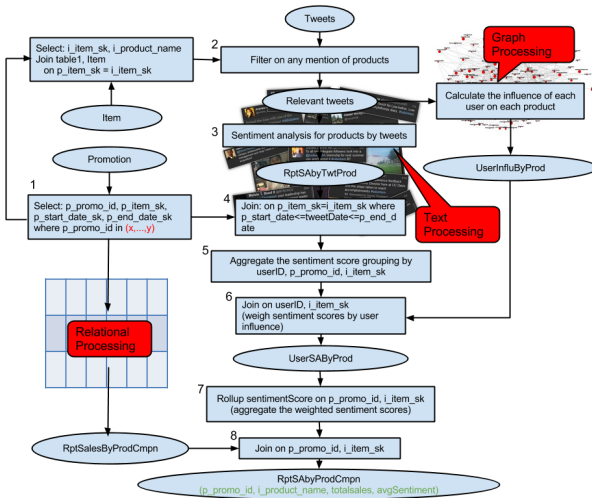 Tweets
Select: i_item_sk, i_product_name
Join table1, Item
on p_item_sk = i_item_sk
2
Filter on any mention of products
Graph
Processing
Relevant tweets
Calculate the influence of each
user on each product
Item
3
Sentiment analysis for products by tweets
Promotion
RptSAbyTwtProd
UserInfluByProd
1
Select: p_promo_id, p_item_sk,
p_start_date_sk, p_end_date_sk
where p_promo_id in (x,...,y)
4
Join: on p_item_sk=i_item_sk where
p_start_date<=tweetDate<=p_end_d
ate
Text
Processing
5
Aggregate the sentiment score grouping by
userID, p_promo_id, i_item_sk
6
Join on userID, i_item_sk
(weigh sentiment scores by user
influence)
Relational
Processing
UserSAByProd
7
Rollup sentimentScore on p_promo_id, i_item_sk
(aggregate the weighted sentiment scores)
RptSalesByProdCmpn
8
Join on p_promo_id, i_item_sk
RptSAbyProdCmpn
(p_promo_id, i_product_name, totalsales, avgSentiment)